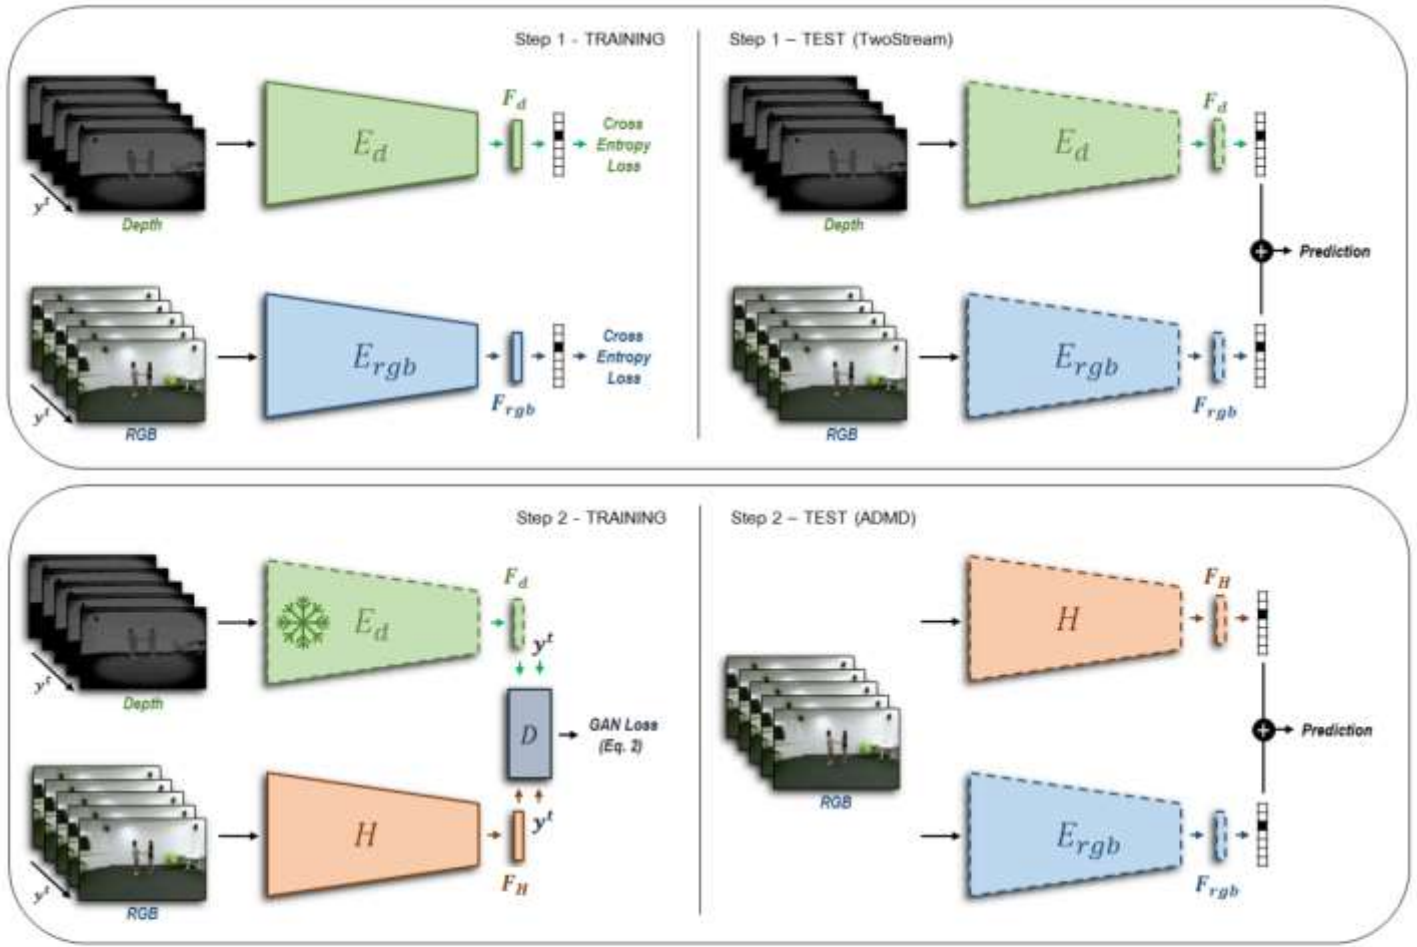 Step 1 - TRAINING
F_d
E_d
Cross
Entropy
Loss
y^t
Depth
E_rgb
Cross
Entropy
Loss
F_rgb
y^t
RGB
Step 1 – TEST (TwoStream)
F_d
E_d
Depth
Prediction
E_rgb
F_rgb
RGB
Step 2 - TRAINING
F_d
E_d
y^t
y^t
Depth
D
GAN Loss
(Eq. 2)
H
y^t
F_H
y^t
RGB
Step 2 – TEST (ADMD)
F_H
H
RGB
Prediction
E_rgb
F_rgb